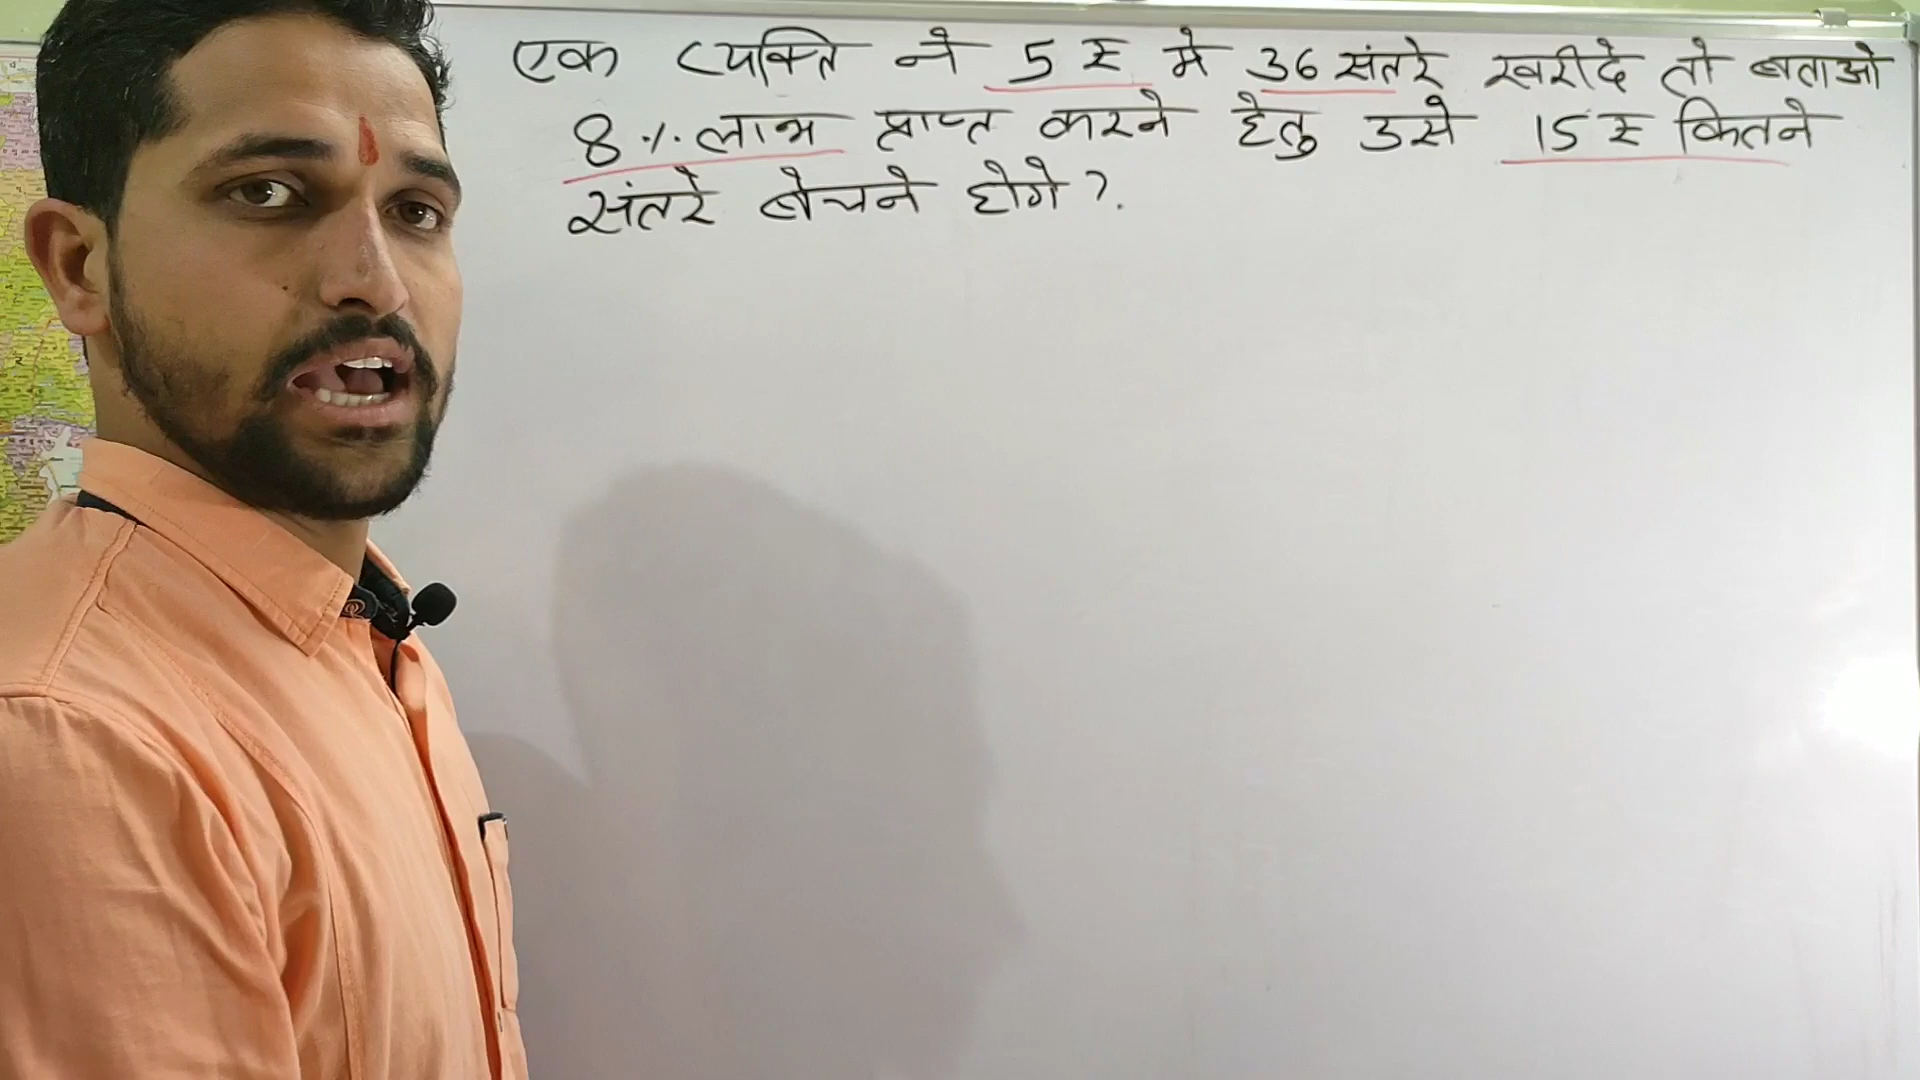 एक व्यक्ति ने 5 ₹ मे 36 संतरे खरीदे तो बताओ
8% लाभ प्राप्त करने हेतु उसे 15 ₹ कितने
संतरे बेचने होगे?.